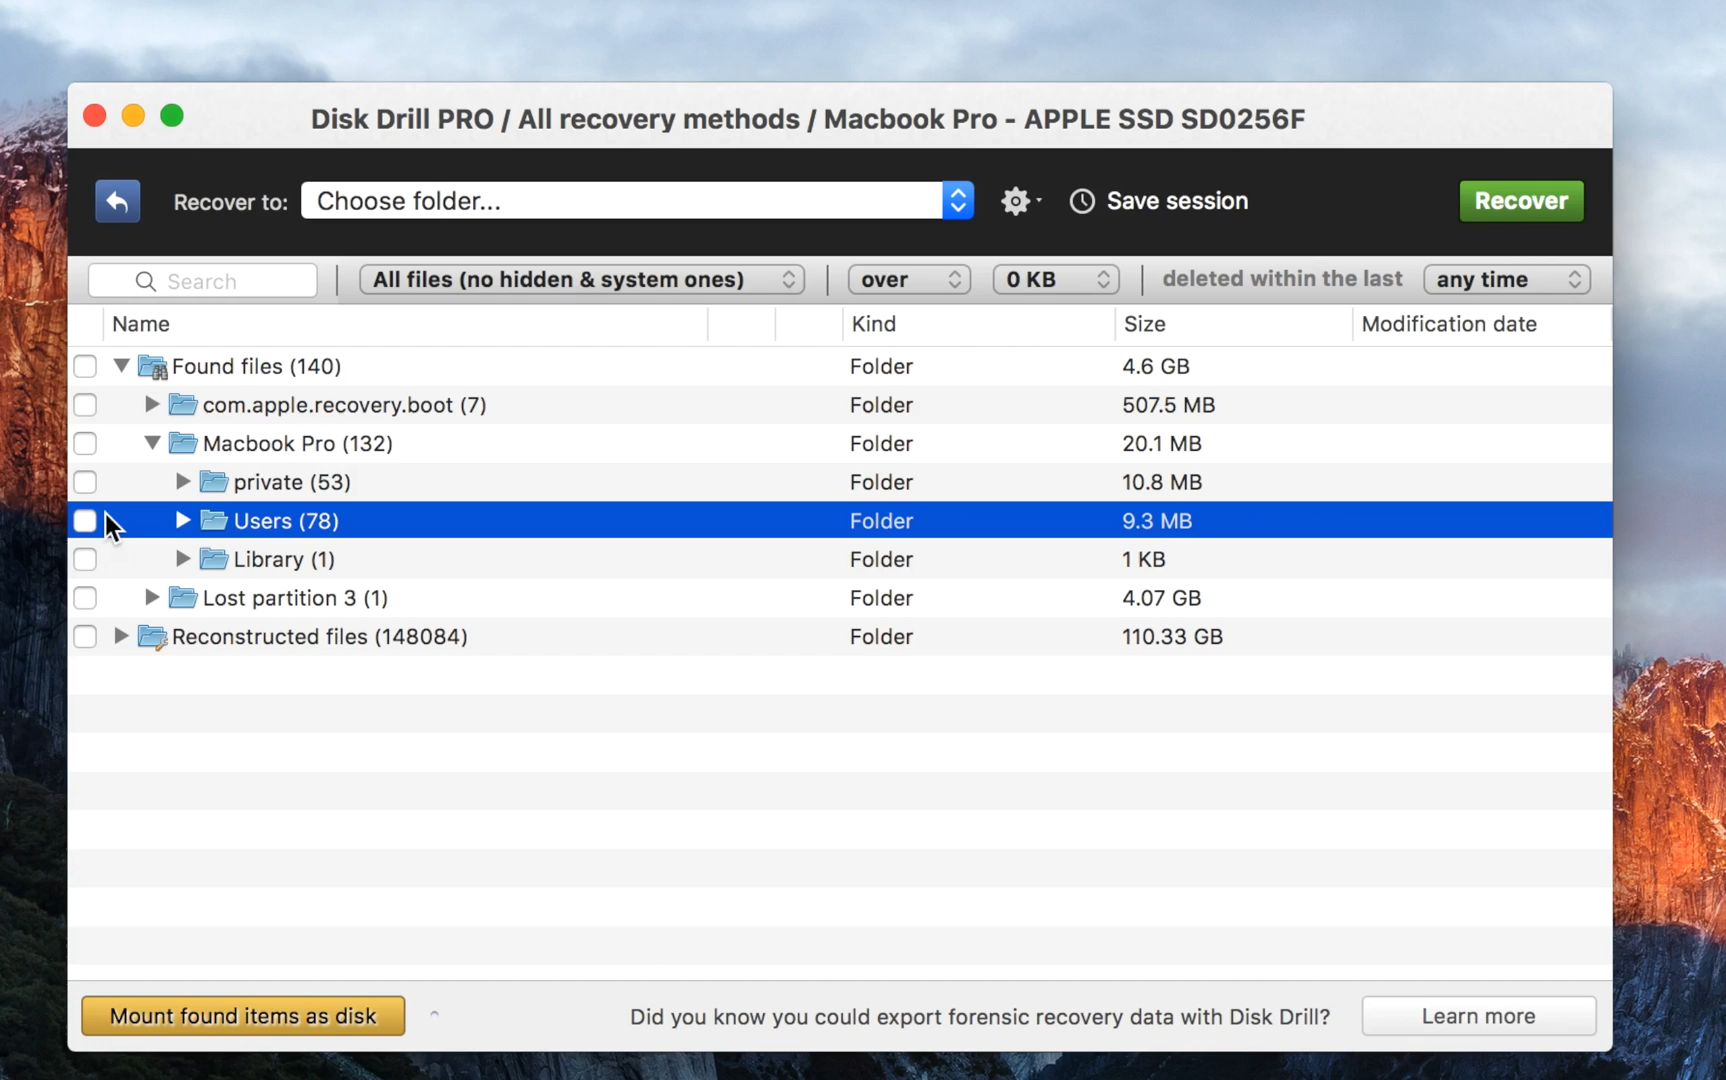 Disk Drill PRO / All recovery methods / Macbook Pro - APPLE SSD SD0256F
Recover to: Choose folder... Save session Recover
Search All files (no hidden & system ones) over 0 KB deleted within the last any time
Name Kind Size Modification date
Found files (140) Folder 4.6 GB
com.apple.recovery.boot (7) Folder 507.5 MB
Macbook Pro (132) Folder 20.1 MB
private (53) Folder 10.8 MB
Users (78) Folder 9.3 MB
Library (1) Folder 1 KB
Lost partition 3 (1) Folder 4.07 GB
Reconstructed files (148084) Folder 110.33 GB
Mount found items as disk Did you know you could export forensic recovery data with Disk Drill? Learn more